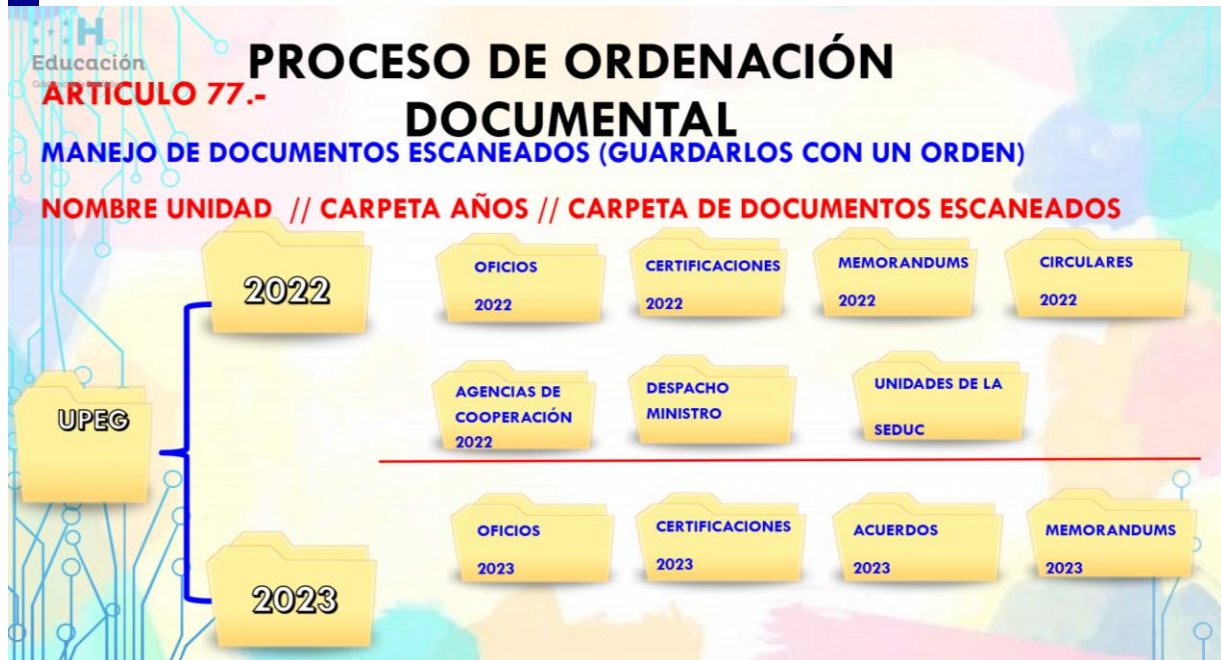 H
Educación
PROCESO DE ORDENACIÓN
DOCUMENTAL
ARTICULO 77.-
MANEJO DE DOCUMENTOS ESCANEADOS (GUARDARLOS CON UN ORDEN)
NOMBRE UNIDAD // CARPETA AÑOS // CARPETA DE DOCUMENTOS ESCANEADOS
UPEG
2022
OFICIOS
2022
CERTIFICACIONES
2022
MEMORANDUMS
2022
CIRCULARES
2022
AGENCIAS DE
COOPERACIÓN
2022
DESPACHO
MINISTRO
UNIDADES DE LA
SEDUC
2023
OFICIOS
2023
CERTIFICACIONES
2023
ACUERDOS
2023
MEMORANDUMS
2023